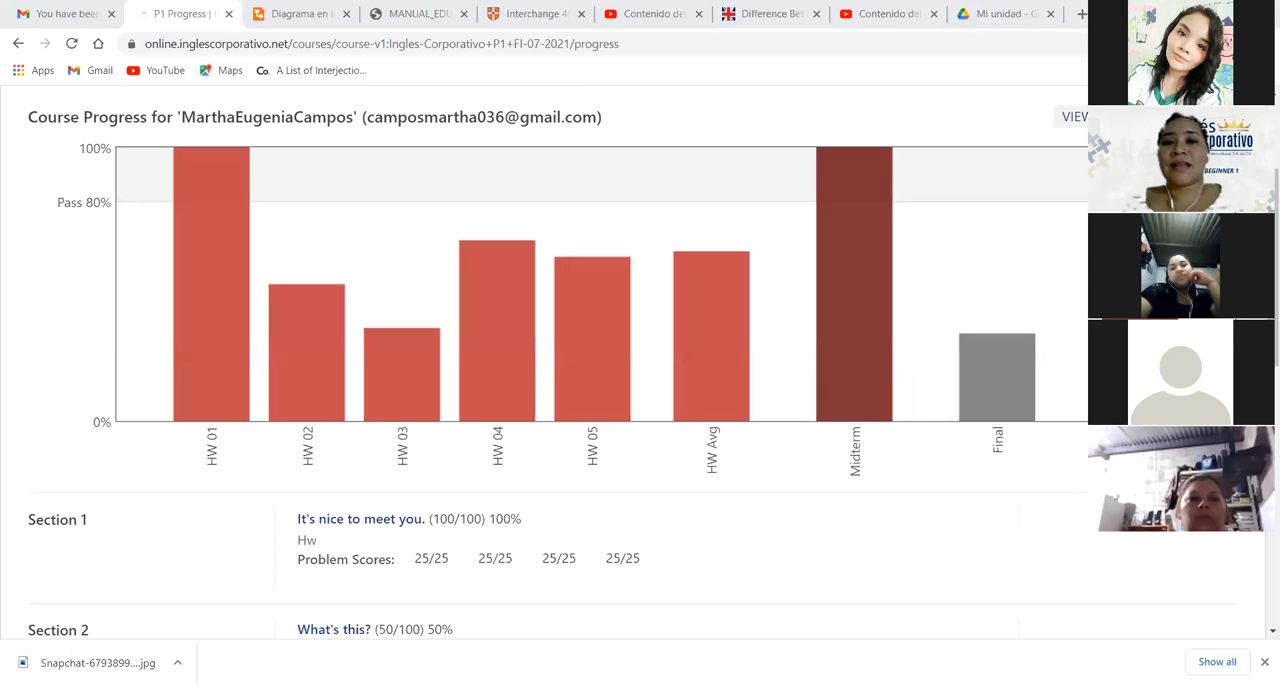 You have bee
P1 Progress | I
Diagrama en
MANUAL_EDU
Interchange 4
Contenido del
Difference Bet
Contenido del
Mi unidad - G
online.inglescorporativo.net/courses/course-v1:Ingles-Corporativo+P1+FI-07-2021/progress
Apps
Gmail
YouTube
Maps
Co.
A List of Interjectio...
Course Progress for 'MarthaEugeniaCampos' (camposmartha036@gmail.com)
VIEW
100%
Pass 80%
0%
HW 01
HW 02
HW 03
HW 04
HW 05
HW Avg
Midterm
Final
Section 1
It's nice to meet you. (100/100) 100%
Hw
Problem Scores: 25/25 25/25 25/25 25/25
Section 2
What's this? (50/100) 50%
és
rporativo
BEGINNER 1
Snapchat-6793899....jpg
Show all